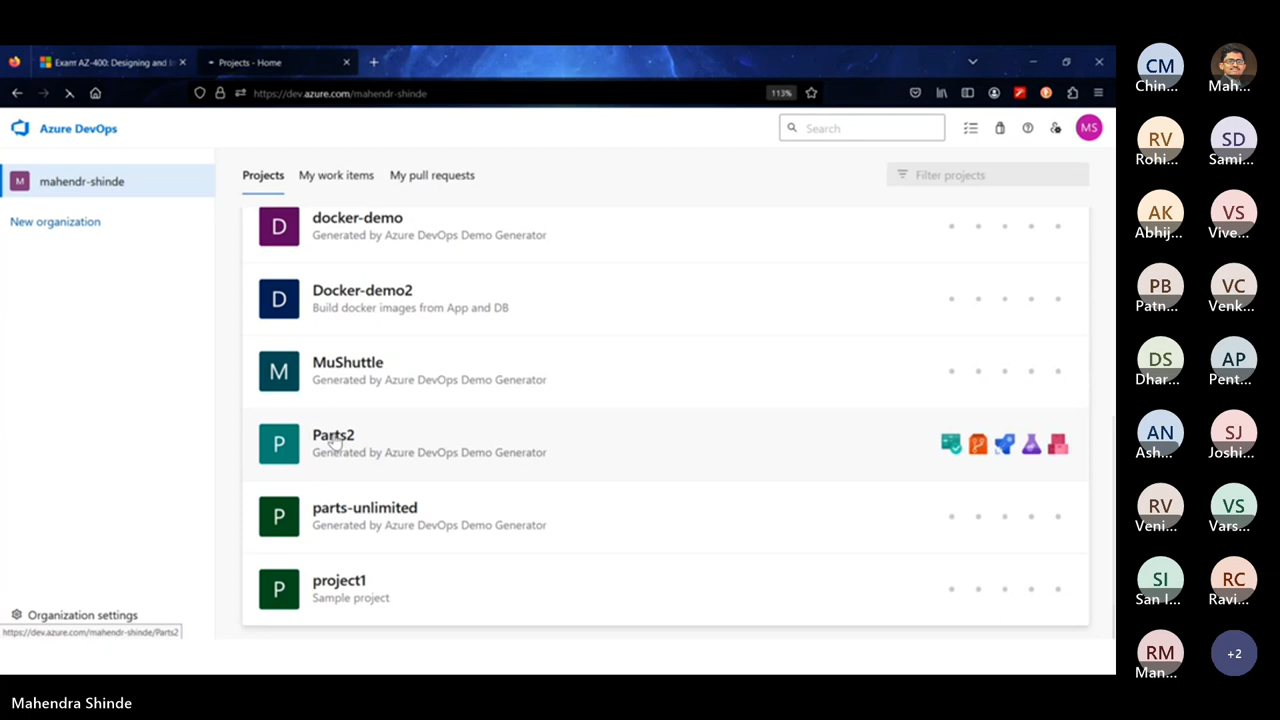 Exam AZ-400: Designing and I
Projects - Home
https://dev.azure.com/mahendr-shinde
113%
Azure DevOps
Search
MS
M
mahendr-shinde
New organization
Projects
My work items
My pull requests
Filter projects
D
docker-demo
Generated by Azure DevOps Demo Generator
D
Docker-demo2
Build docker images from App and DB
M
MuShuttle
Generated by Azure DevOps Demo Generator
P
Parts2
Generated by Azure DevOps Demo Generator
P
parts-unlimited
Generated by Azure DevOps Demo Generator
P
project1
Sample project
Organization settings
https://dev.azure.com/mahendr-shinde/Parts2
CM
Chin...
Mah...
RV
Rohi...
SD
Sami...
AK
Abhij...
VS
Vive...
PB
Patn...
VC
Venk...
DS
Dhar...
AP
Pent...
AN
Ash...
SJ
Joshi...
RV
Veni...
VS
Vars...
SI
San I...
RC
Ravi...
RM
Man...
+2
Mahendra Shinde